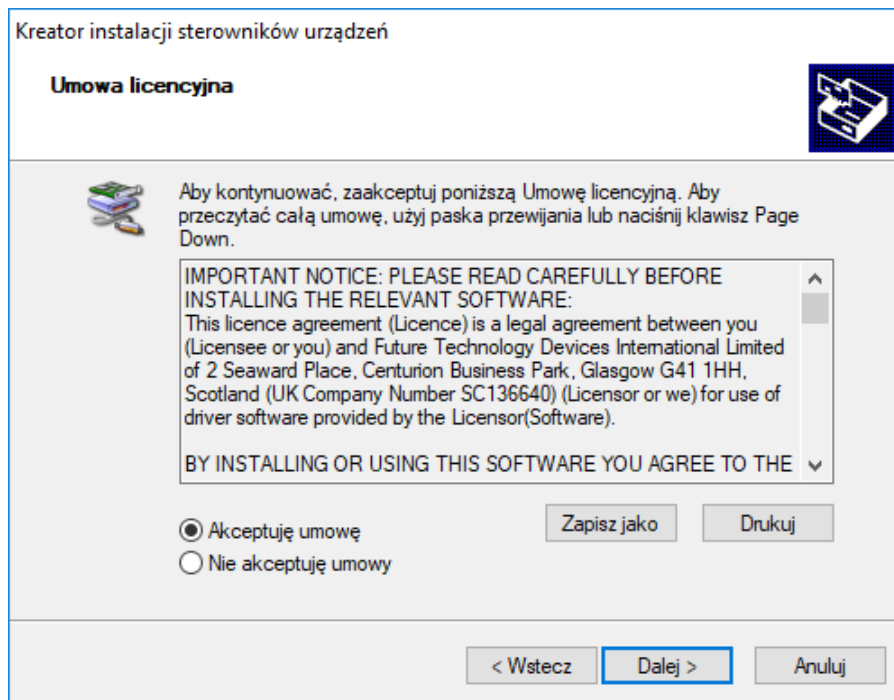 Kreator instalacji sterowników urządzeń
Umowa licencyjna
Aby kontynuować, zaakceptuj poniższą Umowę licencyjną. Aby
przeczytać całą umowę, użyj paska przewijania lub naciśnij klawisz Page
Down.
IMPORTANT NOTICE: PLEASE READ CAREFULLY BEFORE
INSTALLING THE RELEVANT SOFTWARE:
This licence agreement (Licence) is a legal agreement between you
(Licensee or you) and Future Technology Devices International Limited
of 2 Seaward Place, Centurion Business Park, Glasgow G41 1HH,
Scotland (UK Company Number SC136640) (Licensor or we) for use of
driver software provided by the Licensor(Software).
BY INSTALLING OR USING THIS SOFTWARE YOU AGREE TO THE
Akceptuję umowę
Zapisz jako
Drukuj
Nie akceptuję umowy
< Wstecz
Dalej >
Anuluj